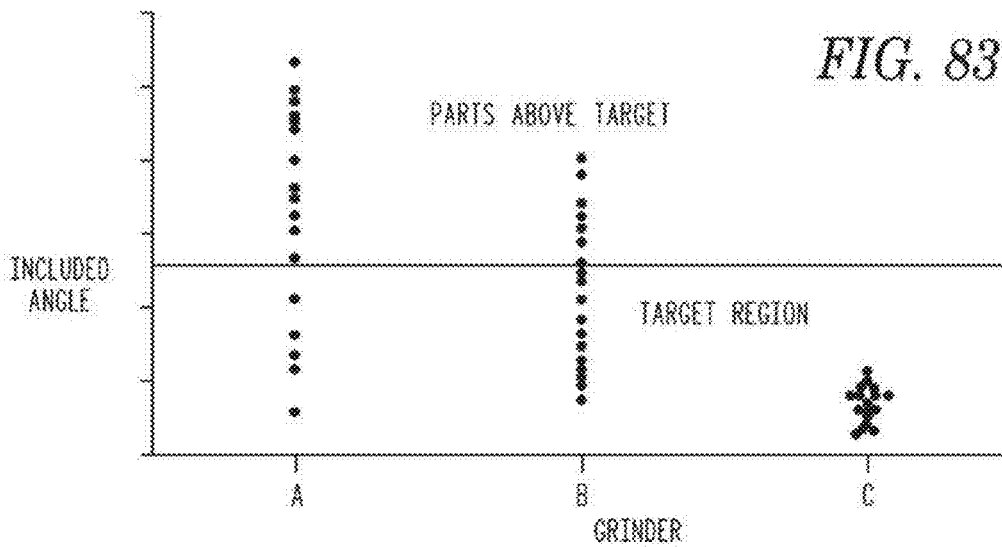 FIG. 83
PARTS ABOVE TARGET
INCLUDED
ANGLE
TARGET REGION
A
B
C
GRINDER